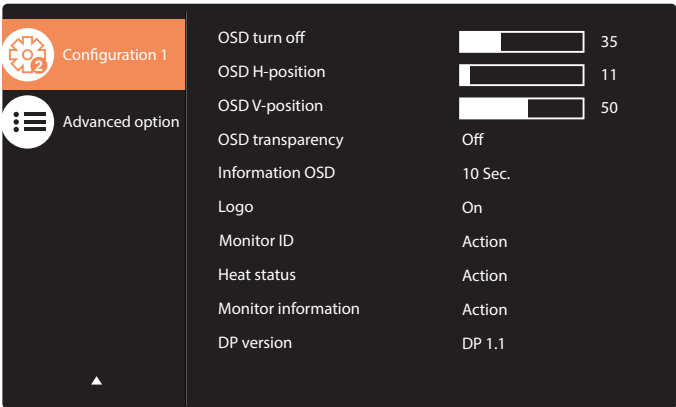 2
Configuration 1
Advanced option
OSD turn off 35
OSD H-position 11
OSD V-position 50
OSD transparency Off
Information OSD 10 Sec.
Logo On
Monitor ID Action
Heat status Action
Monitor information Action
DP version DP 1.1